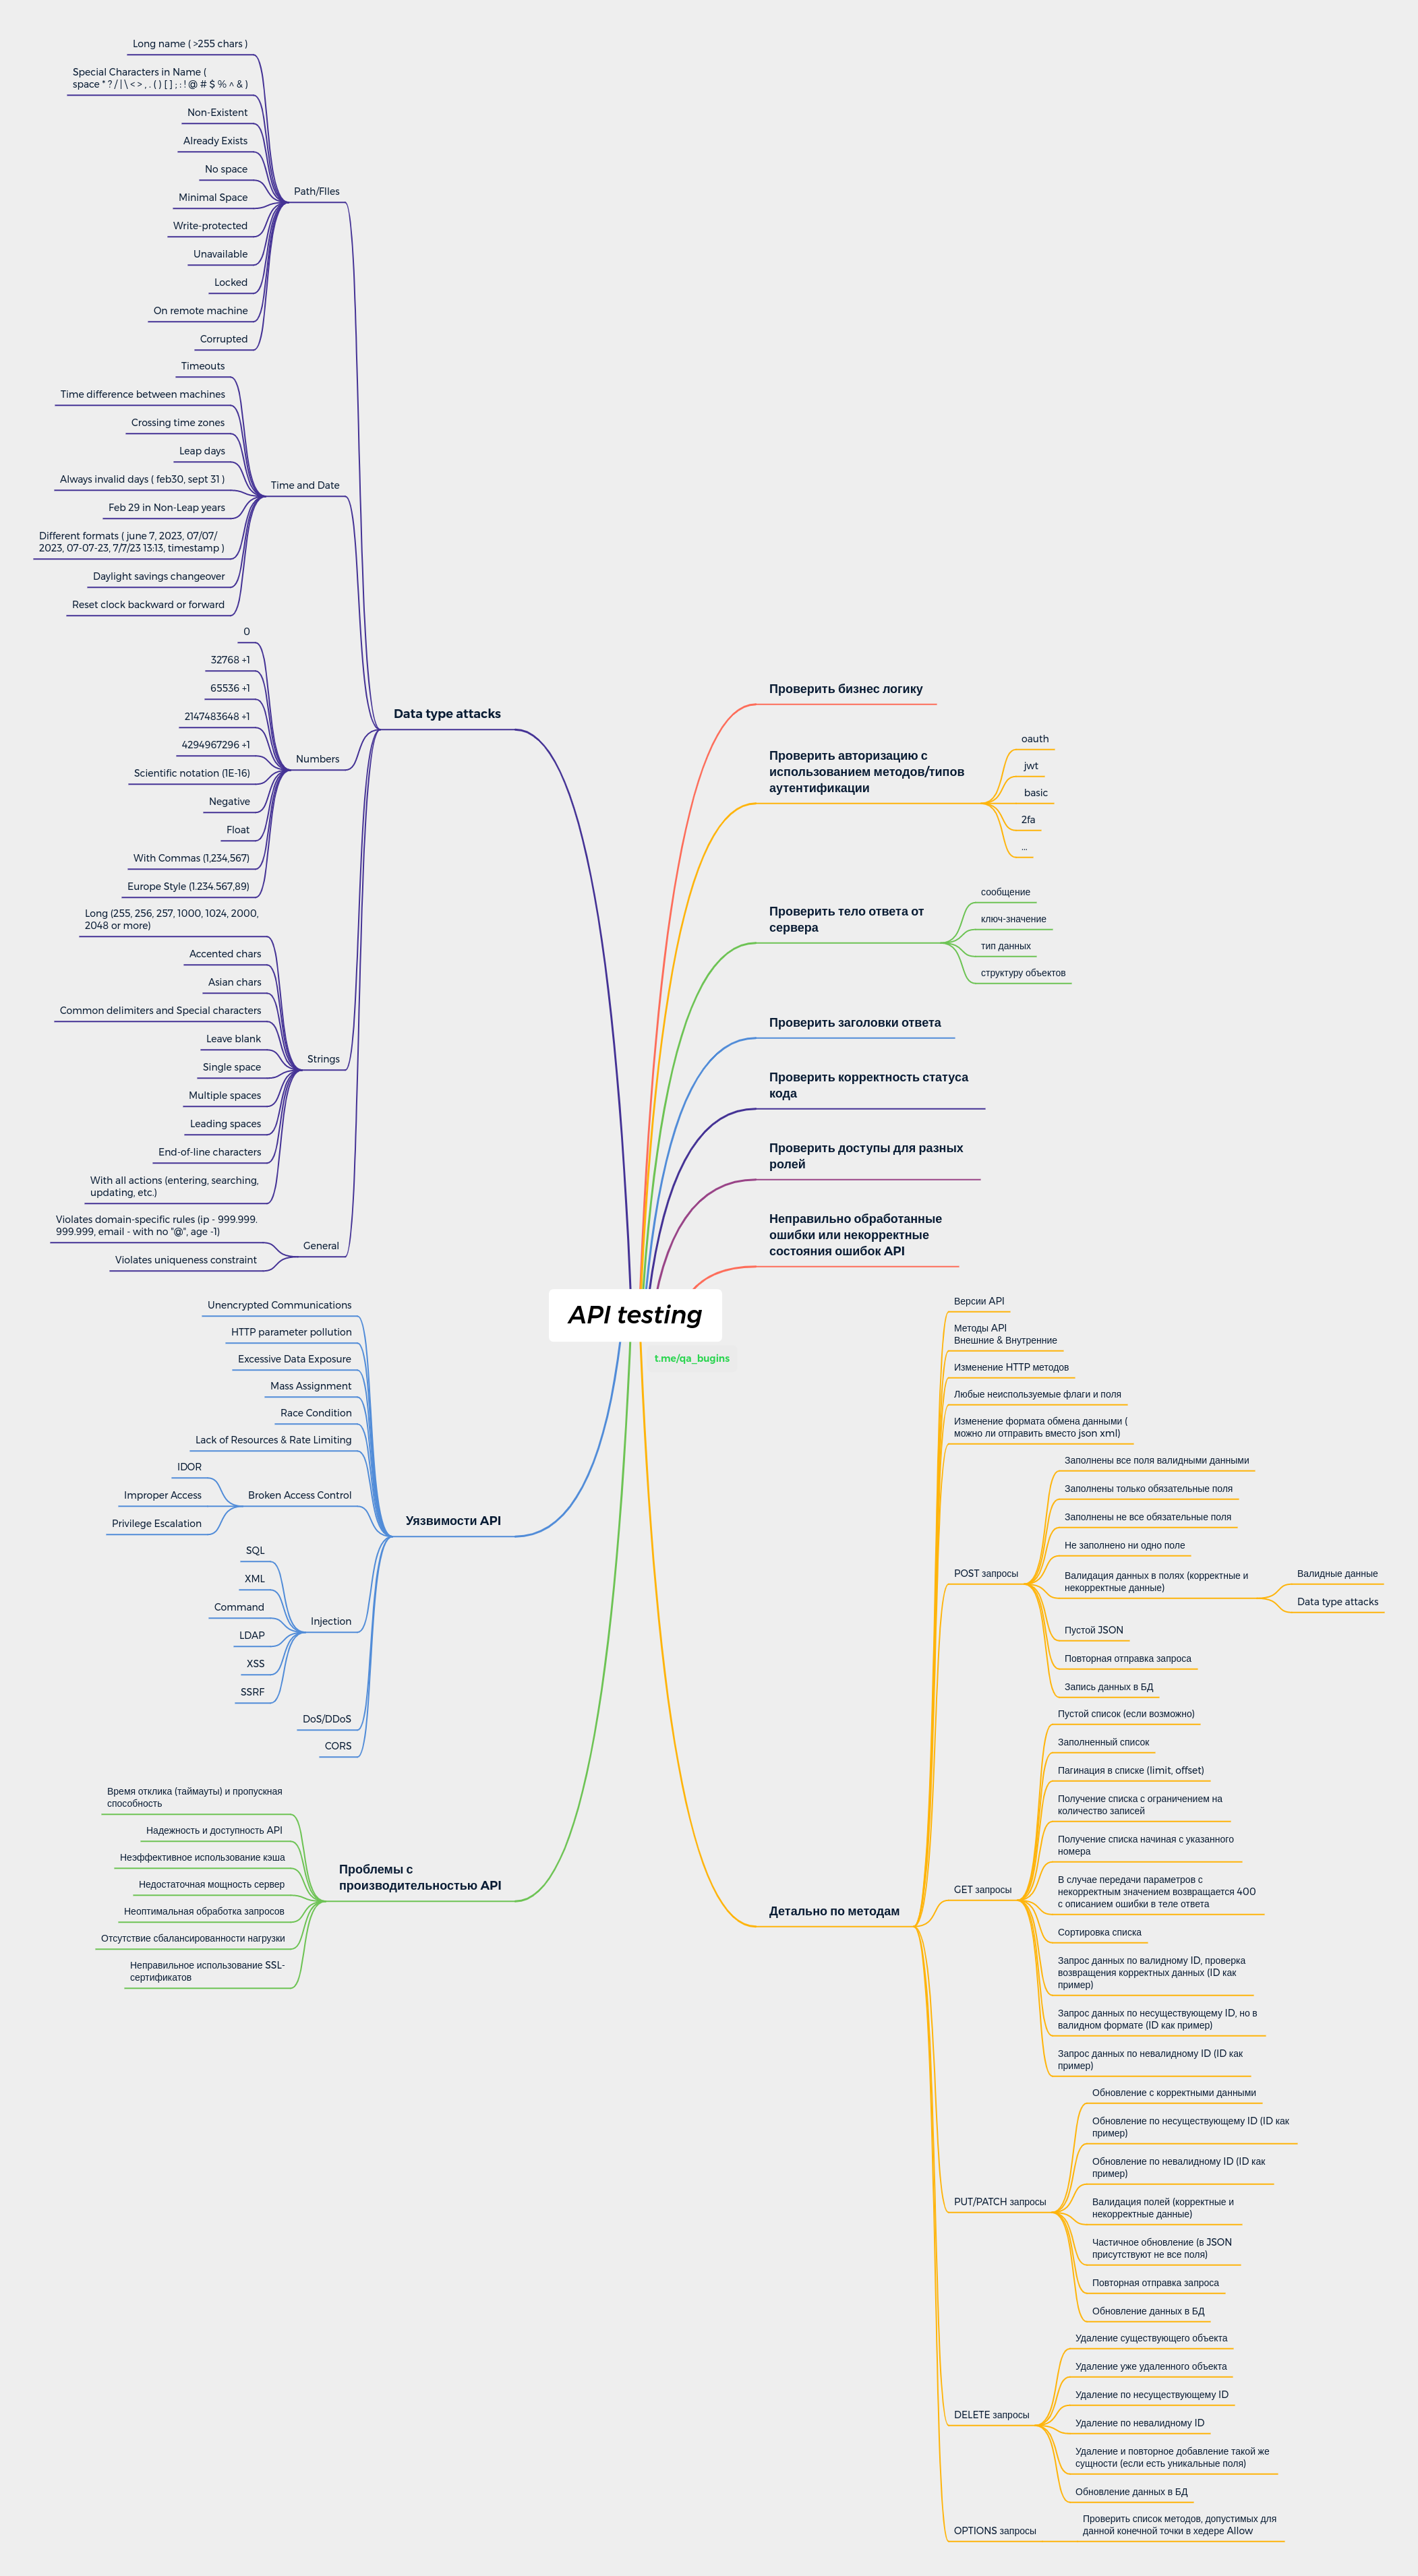 Long name ( >255 chars )
Special Characters in Name (
space * ? / | \ < > , . ( ) [ ] ; : ! @ # $ % ^ & )
Non-Existent
Already Exists
No space
Minimal Space
Write-protected
Unavailable
Locked
On remote machine
Corrupted
Path/FIles
Timeouts
Time difference between machines
Crossing time zones
Leap days
Always invalid days ( feb30, sept 31 )
Feb 29 in Non-Leap years
Different formats ( june 7, 2023, 07/07/
2023, 07-07-23, 7/7/23 13:13, timestamp )
Daylight savings changeover
Reset clock backward or forward
Time and Date
0
32768 +1
65536 +1
2147483648 +1
4294967296 +1
Scientific notation (1E-16)
Negative
Float
With Commas (1,234,567)
Europe Style (1.234.567,89)
Numbers
Long (255, 256, 257, 1000, 1024, 2000,
2048 or more)
Accented chars
Asian chars
Common delimiters and Special characters
Leave blank
Single space
Multiple spaces
Leading spaces
End-of-line characters
With all actions (entering, searching,
updating, etc.)
Strings
Violates domain-specific rules (ip - 999.999.
999.999, email - with no "@", age -1)
Violates uniqueness constraint
General
Data type attacks
Unencrypted Communications
HTTP parameter pollution
Excessive Data Exposure
Mass Assignment
Race Condition
Lack of Resources & Rate Limiting
IDOR
Improper Access
Privilege Escalation
Broken Access Control
SQL
XML
Command
LDAP
XSS
SSRF
Injection
DoS/DDoS
CORS
Уязвимости API
Время отклика (таймауты) и пропускная
способность
Надежность и доступность API
Неэффективное использование кэша
Недостаточная мощность сервер
Неоптимальная обработка запросов
Отсутствие сбалансированности нагрузки
Неправильное использование SSL-
сертификатов
Проблемы с
производительностью API
API testing
t.me/qa_bugins
Проверить бизнес логику
Проверить авторизацию с
использованием методов/типов
аутентификации
oauth
jwt
basic
2fa
...
Проверить тело ответа от
сервера
сообщение
ключ-значение
тип данных
структуру объектов
Проверить заголовки ответа
Проверить корректность статуса
кода
Проверить доступы для разных
ролей
Неправильно обработанные
ошибки или некорректные
состояния ошибок API
Детально по методам
Версии API
Методы API
Внешние & Внутренние
Изменение HTTP методов
Любые неиспользуемые флаги и поля
Изменение формата обмена данными (
можно ли отправить вместо json xml)
POST запросы
Заполнены все поля валидными данными
Заполнены только обязательные поля
Заполнены не все обязательные поля
Не заполнено ни одно поле
Валидация данных в полях (корректные и
некорректные данные)
Валидные данные
Data type attacks
Пустой JSON
Повторная отправка запроса
Запись данных в БД
GET запросы
Пустой список (если возможно)
Заполненный список
Пагинация в списке (limit, offset)
Получение списка с ограничением на
количество записей
Получение списка начиная с указанного
номера
В случае передачи параметров с
некорректным значением возвращается 400
с описанием ошибки в теле ответа
Сортировка списка
Запрос данных по валидному ID, проверка
возвращения корректных данных (ID как
пример)
Запрос данных по несуществующему ID, но в
валидном формате (ID как пример)
Запрос данных по невалидному ID (ID как
пример)
PUT/PATCH запросы
Обновление с корректными данными
Обновление по несуществующему ID (ID как
пример)
Обновление по невалидному ID (ID как
пример)
Валидация полей (корректные и
некорректные данные)
Частичное обновление (в JSON
присутствуют не все поля)
Повторная отправка запроса
Обновление данных в БД
DELETE запросы
Удаление существующего объекта
Удаление уже удаленного объекта
Удаление по несуществующему ID
Удаление по невалидному ID
Удаление и повторное добавление такой же
сущности (если есть уникальные поля)
Обновление данных в БД
OPTIONS запросы
Проверить список методов, допустимых для
данной конечной точки в хедере Allow